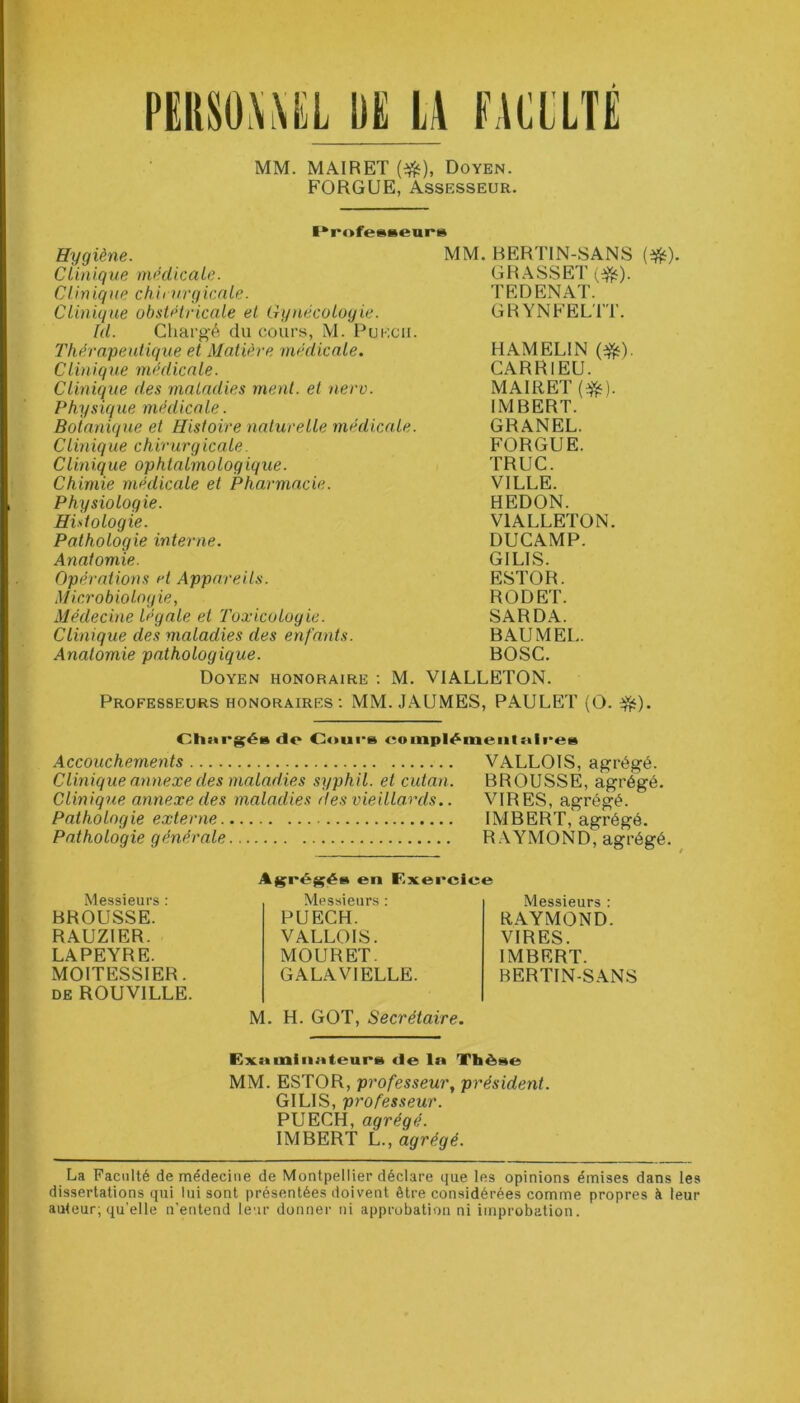 PERSONNEL DE LA FACULTÉ
MM. MAIRET (✻), DOYEN.
FORGUE, ASSESSEUR.
Professeurs
Hygiène. MM. BERTIN-SANS (✻).
Clinique médicale. GRASSET (✻).
Clinique chirurgicale. TEDENAT.
Clinique obstétricale et Gynécologie. GRYNFELTT.
Id. Chargé du cours, M. PUECH.
Thérapeutique et Matière médicale. HAMELIN (✻).
Clinique médicale. CARRIEU.
Clinique des maladies ment. et nerv. MAIRET (✻).
Physique médicale. IMBERT.
Botanique et Histoire naturelle médicale. GRANEL.
Clinique chirurgicale. FORGUE.
Clinique ophtalmologique. TRUC.
Chimie médicale et Pharmacie. VILLE.
Physiologie. HEDON.
Histologie. VIALLETON.
Pathologie interne. DUCAMP.
Anatomie. GILIS.
Opérations et Appareils. ESTOR.
Microbiologie, RODET.
Médecine légale et Toxicologie. SARDA.
Clinique des maladies des enfants. BAUMEL.
Anatomie pathologique. BOSC.
DOYEN HONORAIRE : M. VIALLETON.
PROFESSEURS HONORAIRES : MM. JAUMES, PAULET (O. ✻).
Chargés de Cours complémentaires
Accouchements .... VALLOIS, agrégé.
Clinique annexe des maladies syphil. et cutan. BROUSSE, agrégé.
Clinique annexe des maladies des vieillards.. VIRES, agrégé.
Pathologie externe.... IMBERT, agrégé.
Pathologie générale.... RAYMOND, agrégé.
Agrégés en Exercice
Messieurs :
BROUSSE.
RAUZIER.
LAPEYRE.
MOITESSIER.
DE ROUVILLE.
Messieurs :
PUECH.
VALLOIS.
MOURET.
GALAVIELLE.
Messieurs :
RAYMOND.
VIRES.
IMBERT.
BERTIN-SANS
M. H. GOT, Secrétaire.
Examinateurs de la Thèse
MM. ESTOR, professeur, président.
GILIS, professeur.
PUECH, agrégé.
IMBERT L., agrégé.
La Faculté de médecine de Montpellier déclare que les opinions émises dans les
dissertations qui lui sont présentées doivent être considérées comme propres à leur
auteur; qu'elle n'entend leur donner ni approbation ni improbation.